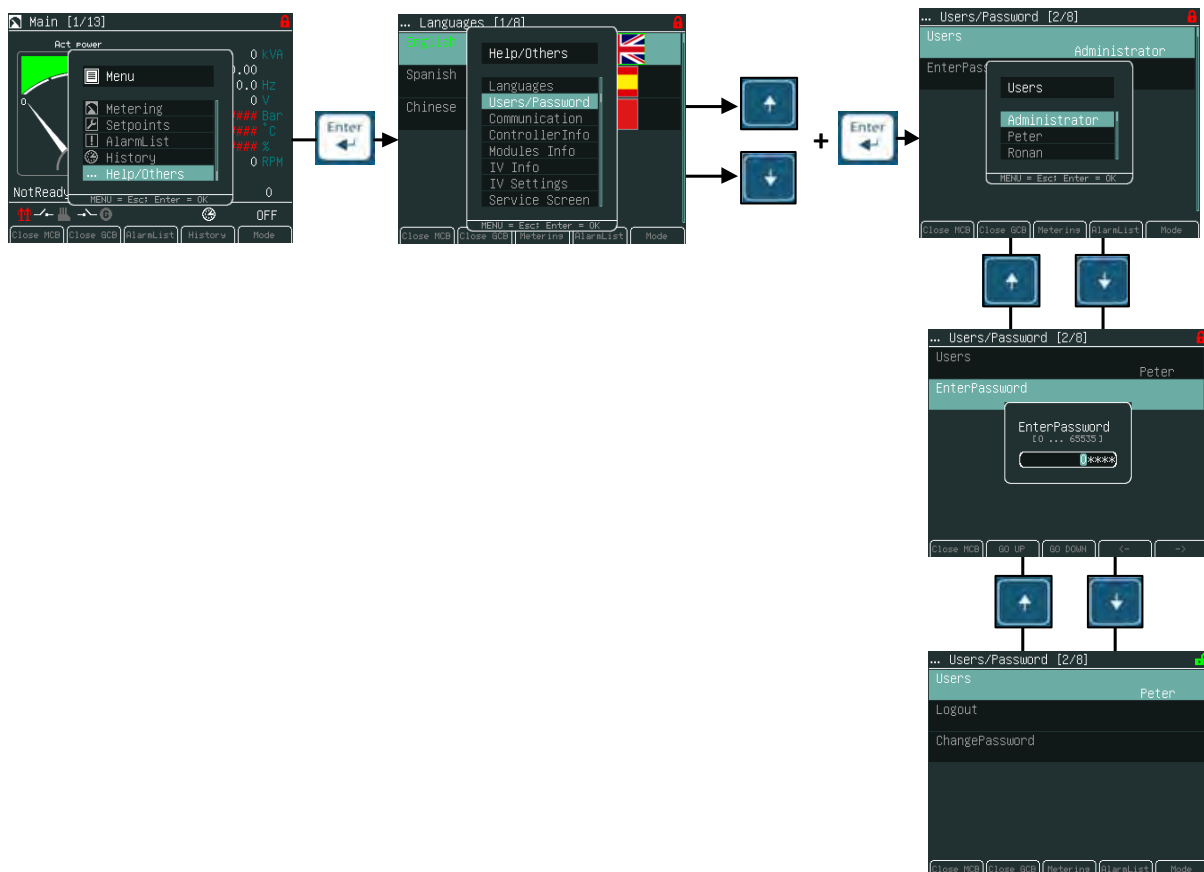 Main [1/13]
Act power
0 kVA
.00
0.0 Hz
0 V
#### Bar
#### °C
#### %
0 RPM
0
Menu
Metering
Setpoints
AlarmList
History
... Help/Others
MENU = Esc; Enter = OK
NotReady
0
OFF
Close MCB Close GCB AlarmList History Mode
Enter
... Languages [1/8]
English
Spanish
Chinese
Help/Others
Languages
Users/Password
Communication
ControllerInfo
Modules Info
IV Info
IV Settings
Service Screen
MENU = Esc; Enter = OK
Close MCB Close GCB Metering AlarmList Mode
+
Enter
... Users/Password [2/8]
Users
Administrator
EnterPass
Users
Administrator
Peter
Ronan
MENU = Esc; Enter = OK
Close MCB Close GCB Metering AlarmList Mode
... Users/Password [2/8]
Users
Peter
EnterPassword
EnterPassword
[0 ... 65535]
0****
Close MCB GO UP GO DOWN <- ->
... Users/Password [2/8]
Users
Peter
Logout
ChangePassword
Close MCB Close GCB Metering AlarmList Mode